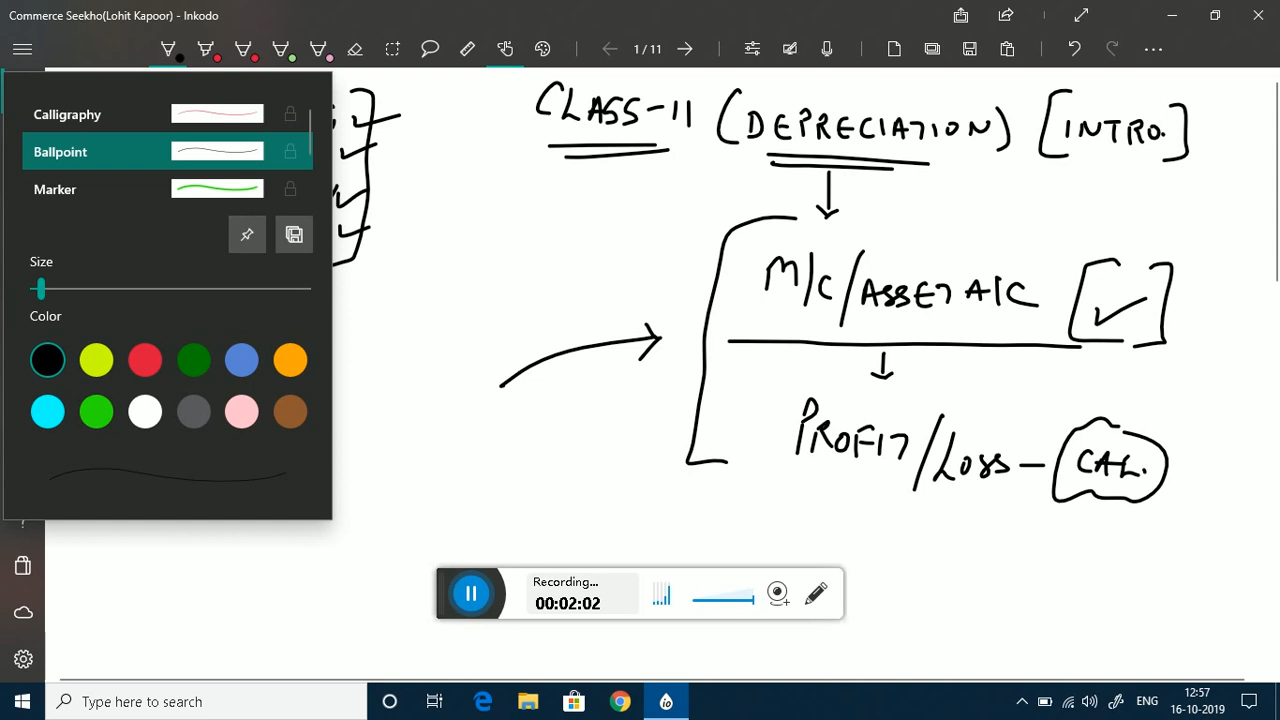 Commerce Seekho(Lohit Kapoor) - Inkodo
1 / 11
Calligraphy
Ballpoint
Marker
Size
Color
CLASS-11 (DEPRECIATION) [INTRO.]
M/C/ASSET A/C [✓]
PROFIT/LOSS - CAL.
Recording...
00:02:02
Type here to search
ENG
12:57
16-10-2019